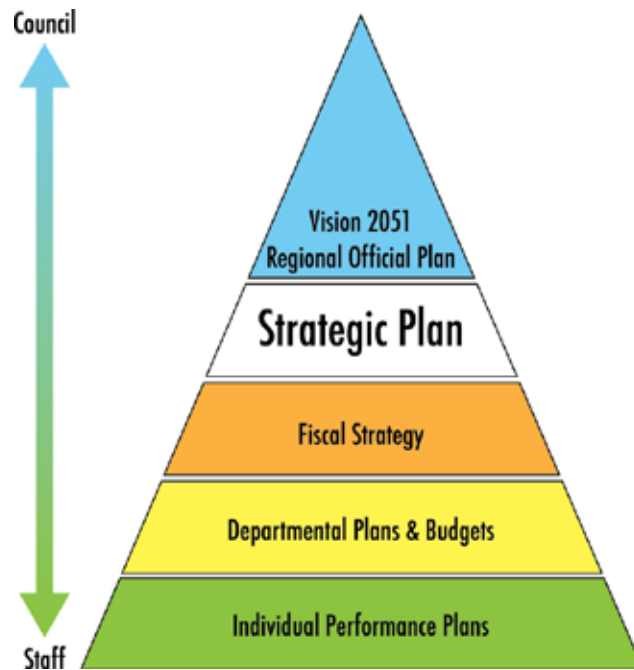 Council
Vision 2051
Regional Official Plan
Strategic Plan
Fiscal Strategy
Departmental Plans & Budgets
Individual Performance Plans
Staff